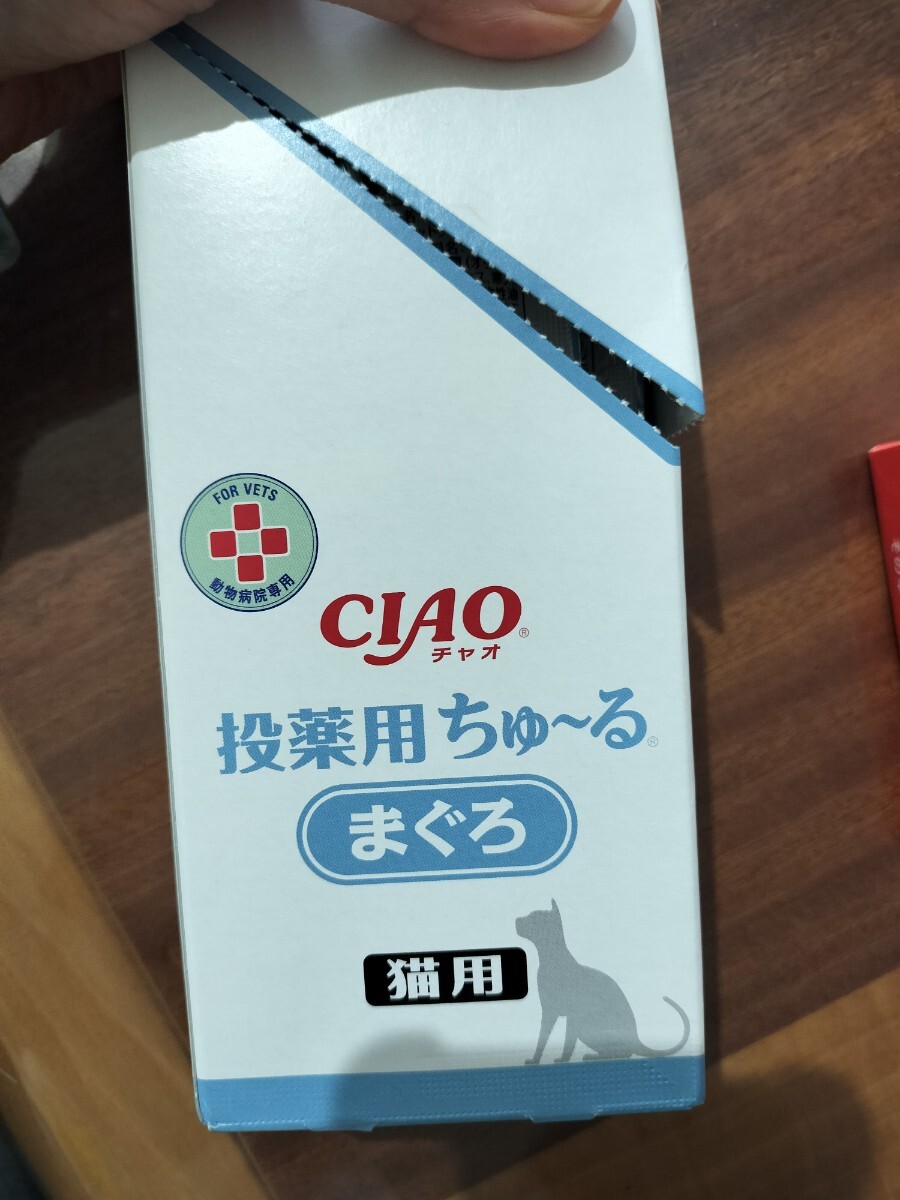 FOR VETS
動物病院専用
CIAO®
チャオ
投薬用ちゅ~る®
まぐろ
猫用